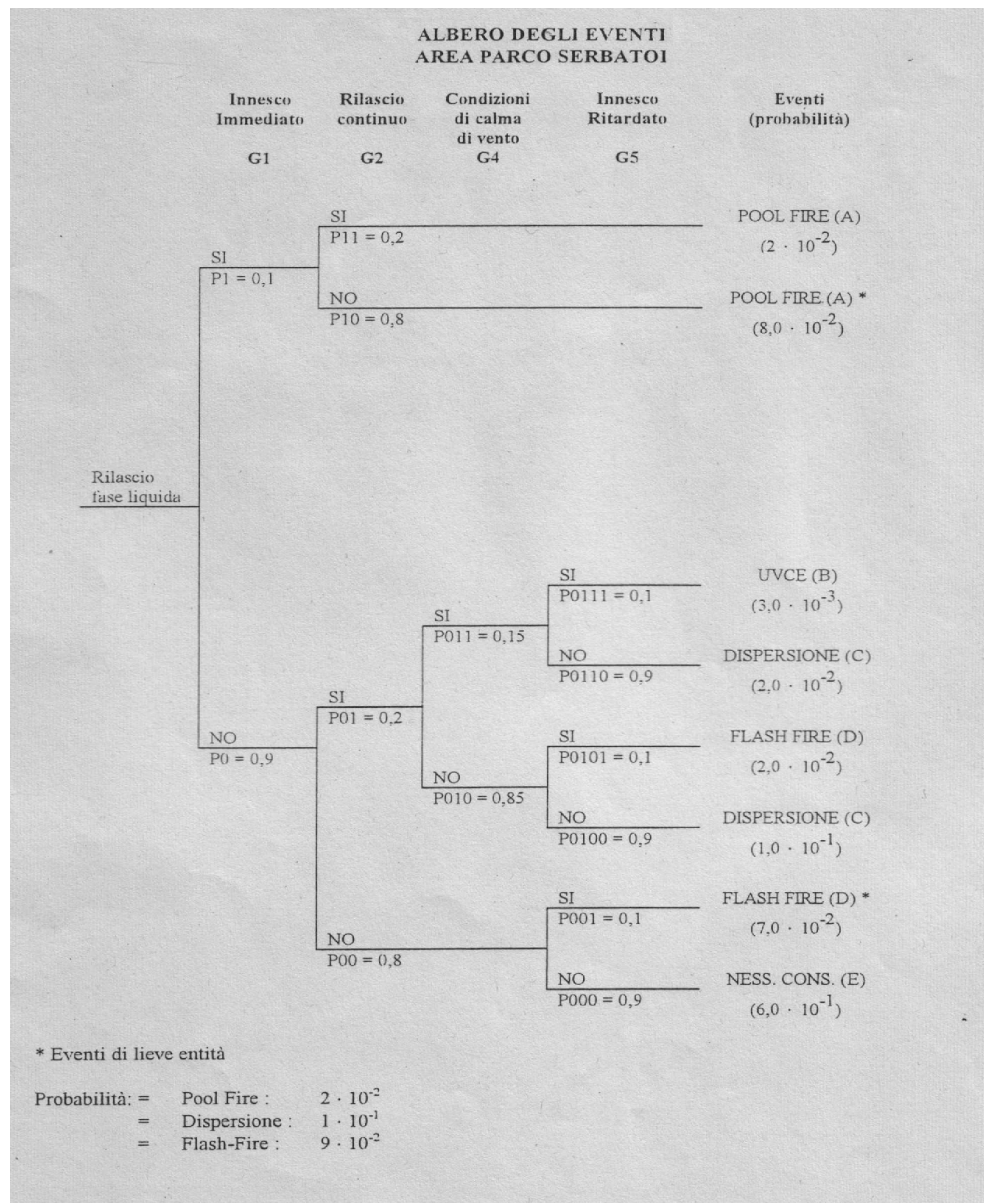 ALBERO DEGLI EVENTI
AREA PARCO SERBATOI
Innesco Immediato
G1
Rilascio continuo
G2
Condizioni di calma di vento
G4
Innesco Ritardato
G5
Eventi (probabilità)
SI
P11 = 0,2
POOL FIRE (A)
(2 · 10⁻²)
SI
P1 = 0,1
NO
P10 = 0,8
POOL FIRE (A) *
(8,0 · 10⁻²)
Rilascio
fase liquida
SI
P0111 = 0,1
UVCE (B)
(3,0 · 10⁻³)
SI
P011 = 0,15
NO
P0110 = 0,9
DISPERSIONE (C)
(2,0 · 10⁻²)
SI
P01 = 0,2
NO
P0 = 0,9
SI
P0101 = 0,1
FLASH FIRE (D)
(2,0 · 10⁻²)
NO
P010 = 0,85
NO
P0100 = 0,9
DISPERSIONE (C)
(1,0 · 10⁻¹)
SI
P001 = 0,1
FLASH FIRE (D) *
(7,0 · 10⁻²)
NO
P00 = 0,8
NO
P000 = 0,9
NESS. CONS. (E)
(6,0 · 10⁻¹)
* Eventi di lieve entità
Probabilità: = Pool Fire : 2 · 10⁻²
= Dispersione : 1 · 10⁻¹
= Flash-Fire : 9 · 10⁻²